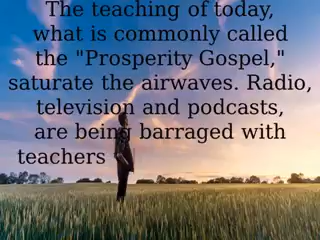 The teaching of today,
what is commonly called
the "Prosperity Gospel,"
saturate the airwaves. Radio,
television and podcasts,
are being barraged with
teachers